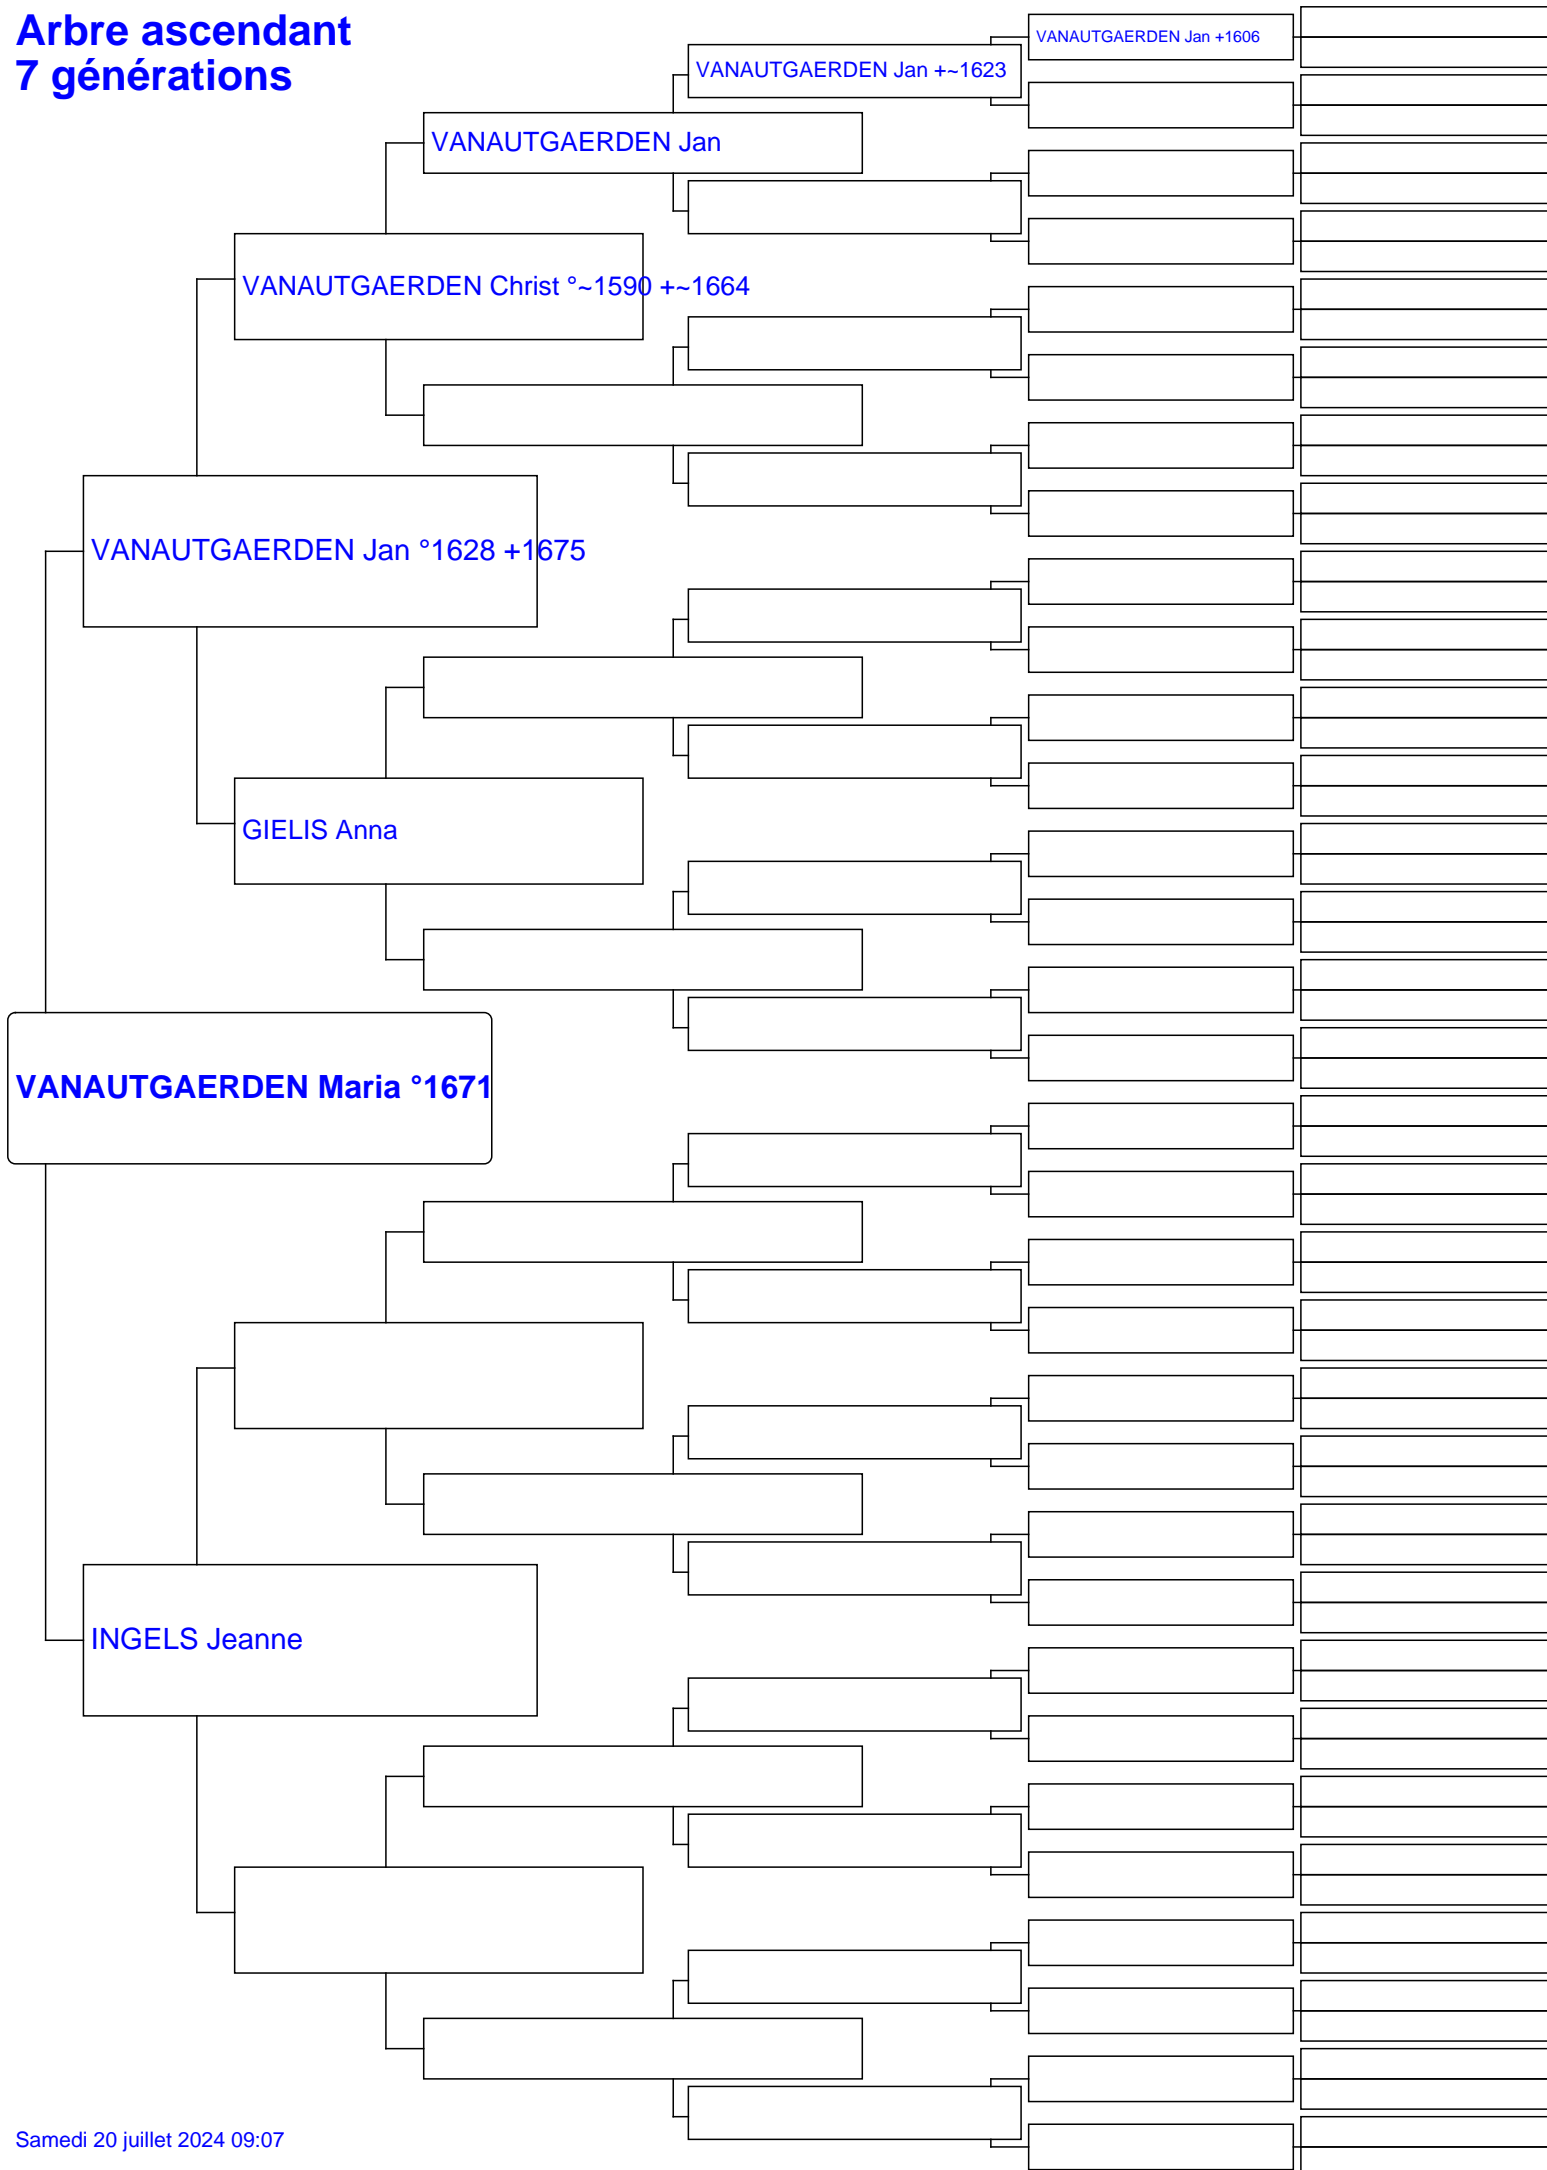 Arbre ascendant
7 générations
VANAUTGAERDEN Jan +1606
VANAUTGAERDEN Jan +~1623
VANAUTGAERDEN Jan
VANAUTGAERDEN Christ °~1590 +~1664
VANAUTGAERDEN Jan °1628 +1675
GIELIS Anna
VANAUTGAERDEN Maria °1671
INGELS Jeanne
Samedi 20 juillet 2024 09:07